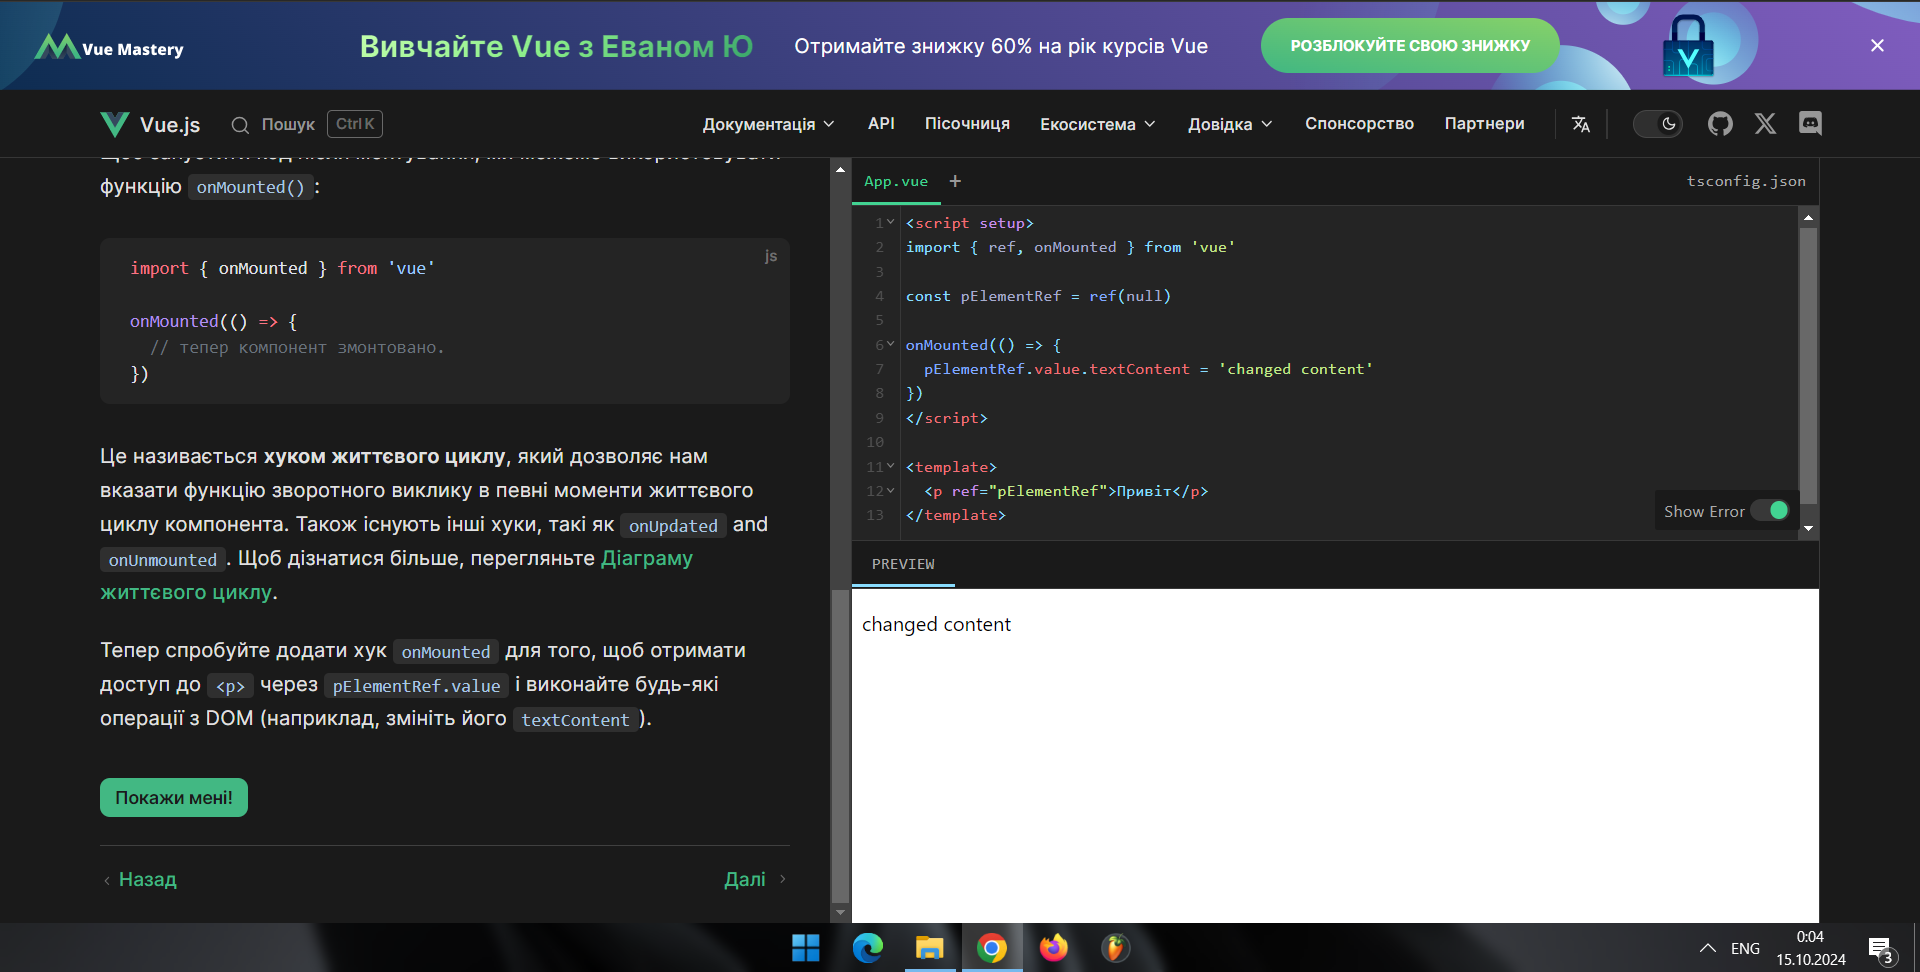 Vue Mastery
Вивчайте Vue з Еваном Ю
Отримайте знижку 60% на рік курсів Vue
РОЗБЛОКУЙТЕ СВОЮ ЗНИЖКУ
Vue.js
Пошук
Ctrl K
Документація
API
Пісочниця
Екосистема
Довідка
Спонсорство
Партнери
функцію onMounted() :
js
import { onMounted } from 'vue'
onMounted(() => {
// тепер компонент змонтовано.
})
Це називається хуком життєвого циклу, який дозволяє нам
вказати функцію зворотного виклику в певні моменти життєвого
циклу компонента. Також існують інші хуки, такі як onUpdated and
onUnmounted . Щоб дізнатися більше, перегляньте Діаграму
життєвого циклу.
Тепер спробуйте додати хук onMounted для того, щоб отримати
доступ до <p> через pElementRef.value і виконайте будь-які
операції з DOM (наприклад, змініть його textContent ).
Покажи мені!
Назад
Далі
App.vue +
tsconfig.json
1 <script setup>
2 import { ref, onMounted } from 'vue'
3
4 const pElementRef = ref(null)
5
6 onMounted(() => {
7 pElementRef.value.textContent = 'changed content'
8 })
9 </script>
10
11 <template>
12 <p ref="pElementRef">Привіт</p>
13 </template>
Show Error
PREVIEW
changed content
ENG
0:04
15.10.2024
3